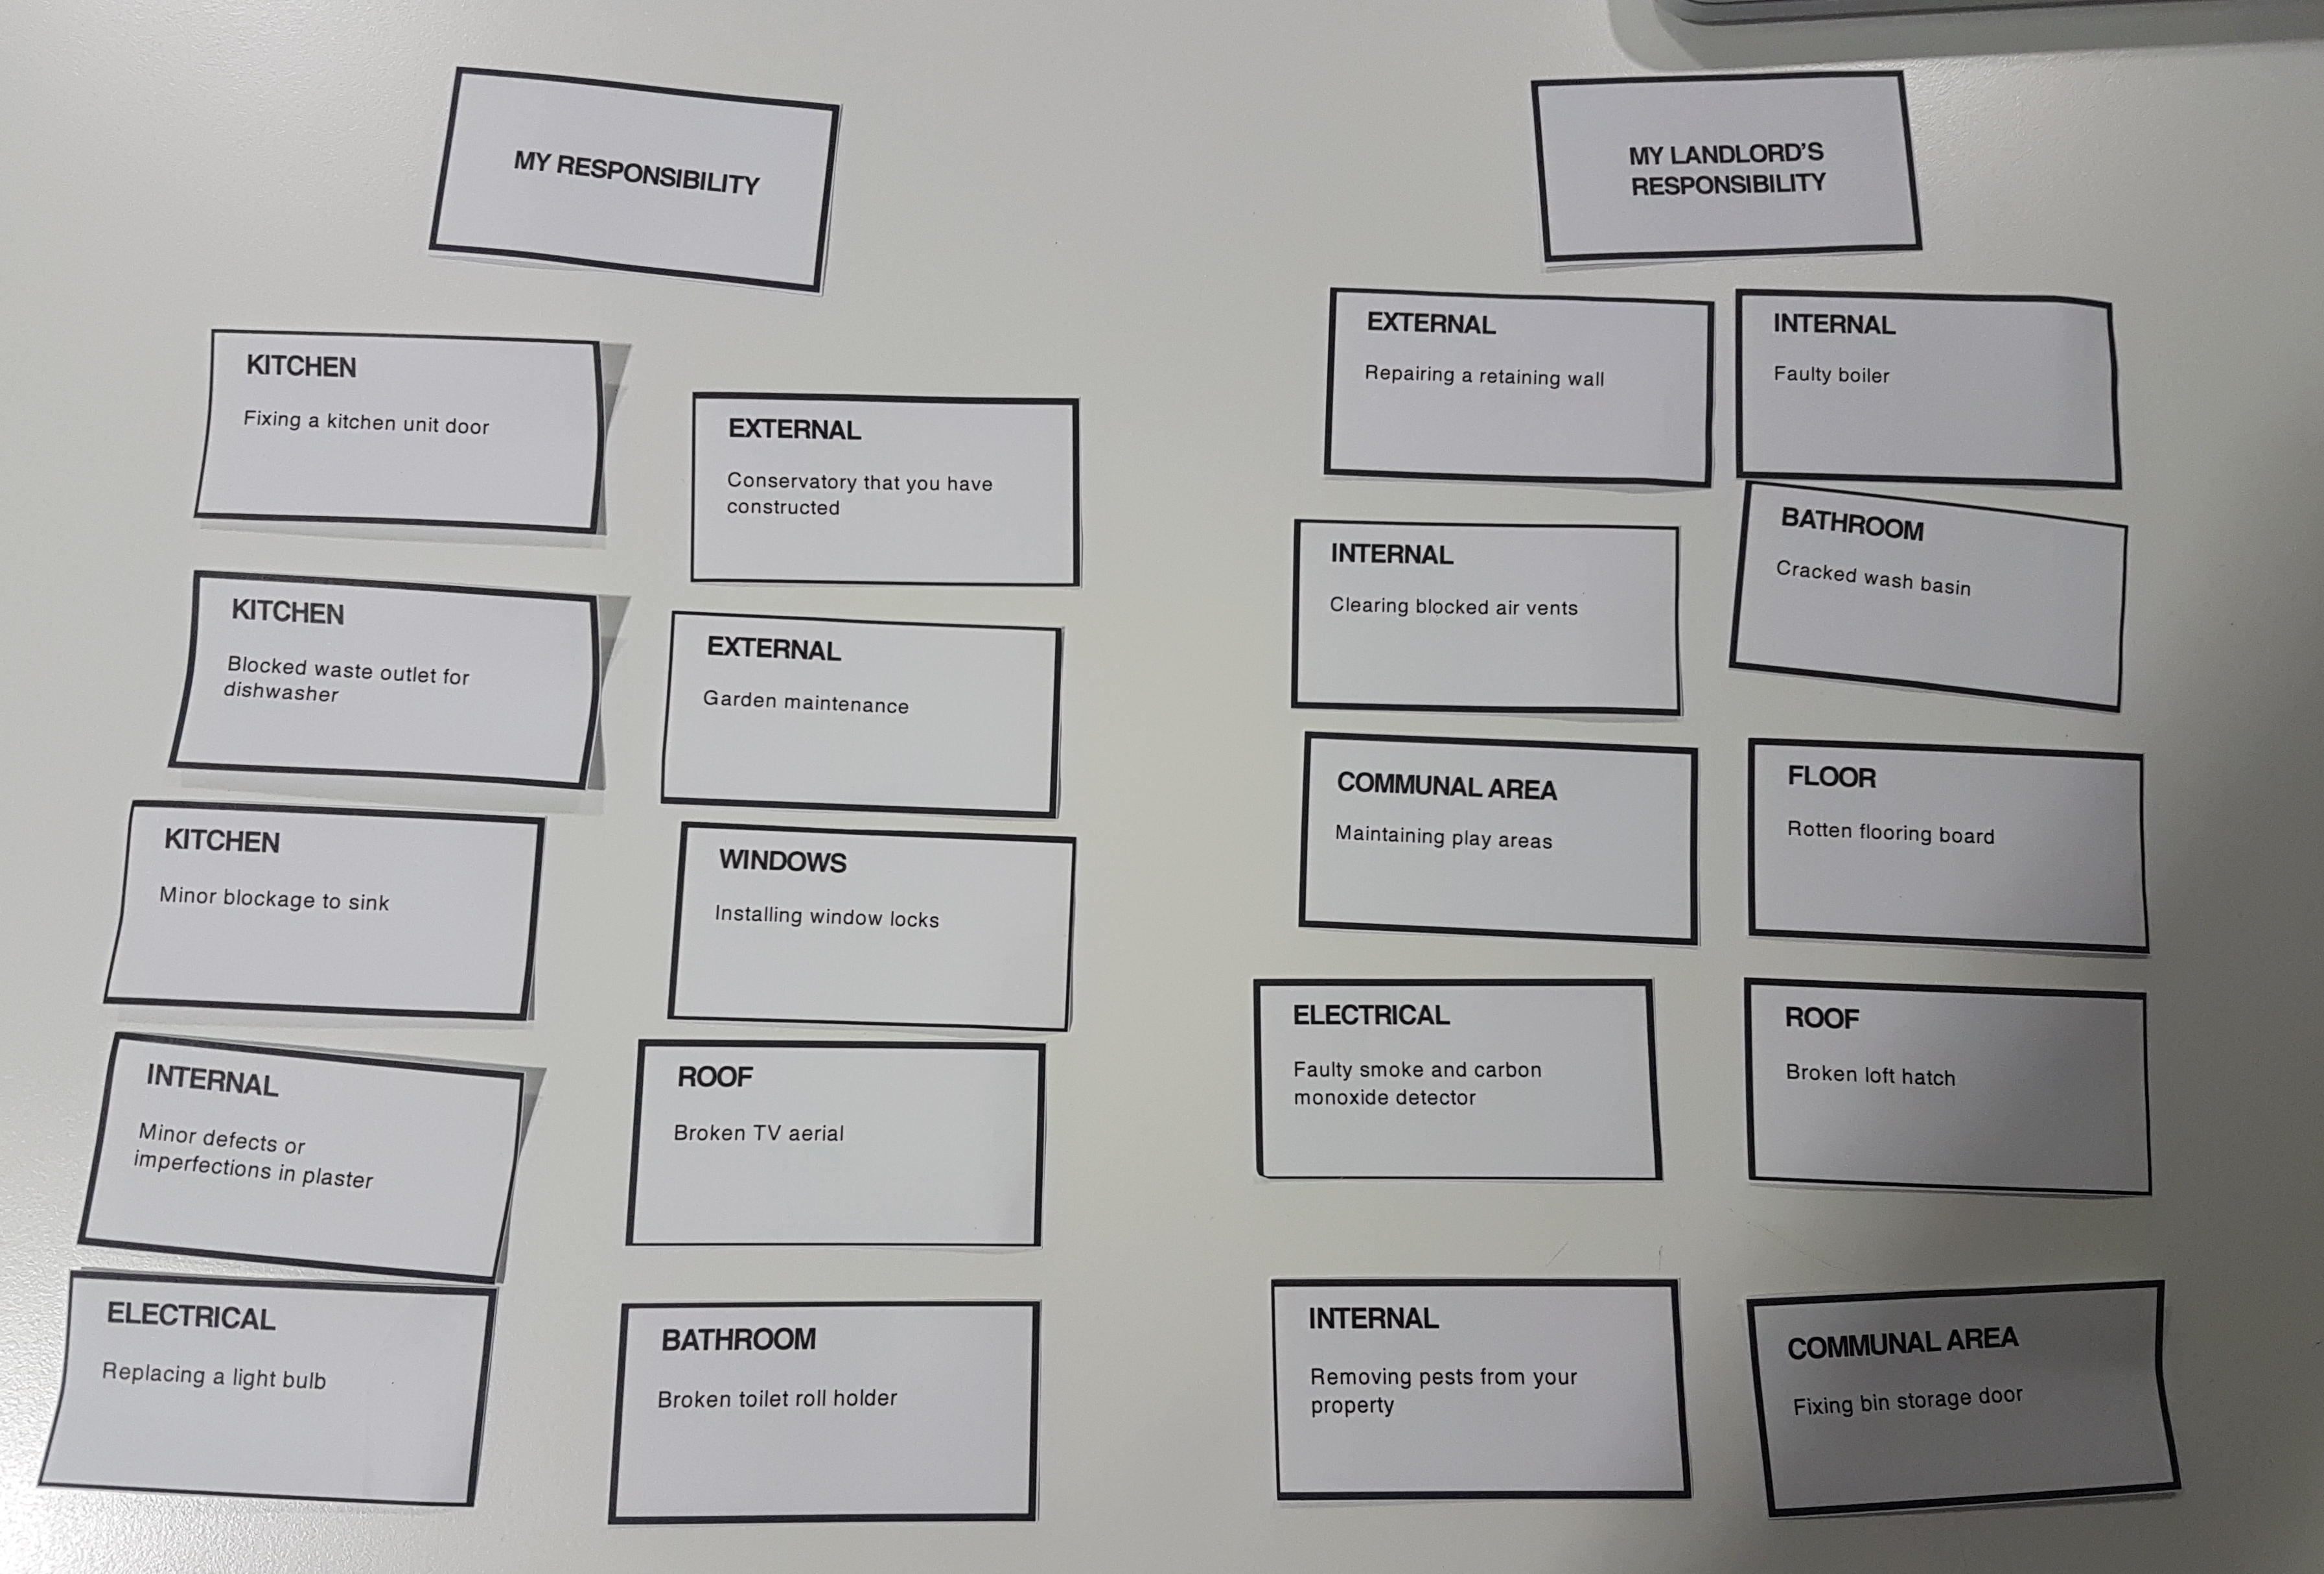 MY RESPONSIBILITY
KITCHEN
Fixing a kitchen unit door
EXTERNAL
Conservatory that you have
constructed
KITCHEN
Blocked waste outlet for
dishwasher
EXTERNAL
Garden maintenance
KITCHEN
Minor blockage to sink
WINDOWS
Installing window locks
INTERNAL
Minor defects or
imperfections in plaster
ROOF
Broken TV aerial
ELECTRICAL
Replacing a light bulb
BATHROOM
Broken toilet roll holder
MY LANDLORD'S
RESPONSIBILITY
EXTERNAL
Repairing a retaining wall
INTERNAL
Faulty boiler
INTERNAL
Clearing blocked air vents
BATHROOM
Cracked wash basin
COMMUNAL AREA
Maintaining play areas
FLOOR
Rotten flooring board
ELECTRICAL
Faulty smoke and carbon
monoxide detector
ROOF
Broken loft hatch
INTERNAL
Removing pests from your
property
COMMUNAL AREA
Fixing bin storage door